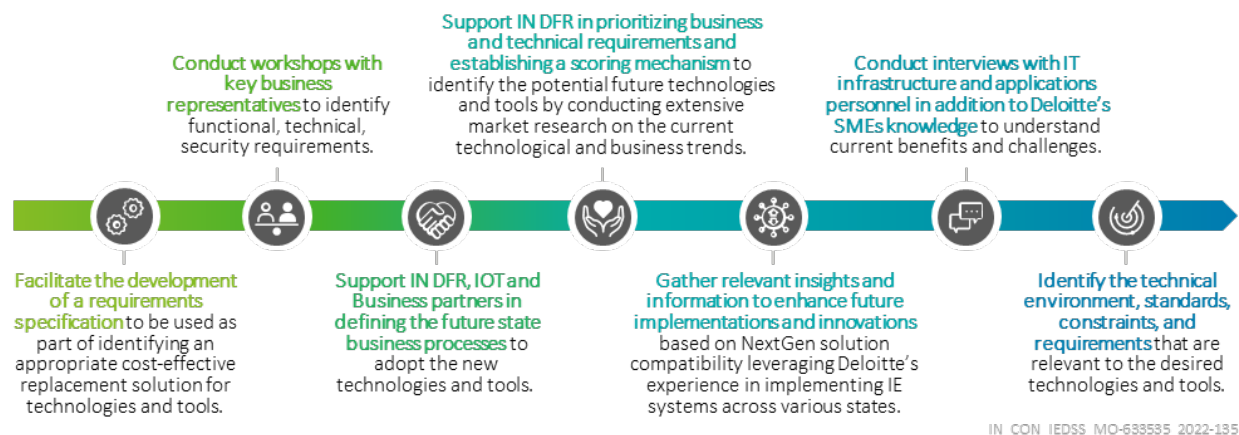 Facilitate the development
of a requirements
specification to be used as
part of identifying an
appropriate cost-effective
replacement solution for
technologies and tools.
Conduct workshops with
key business
representatives to identify
functional, technical,
security requirements.
Support IN DFR, IOT and
Business partners in
defining the future state
business processes to
adopt the new
technologies and tools.
Support IN DFR in prioritizing business
and technical requirements and
establishing a scoring mechanism to
identify the potential future technologies
and tools by conducting extensive
market research on the current
technological and business trends.
Gather relevant insights and
information to enhance future
implementations and innovations
based on NextGen solution
compatibility leveraging Deloitte's
experience in implementing IE
systems across various states.
Conduct interviews with IT
infrastructure and applications
personnel in addition to Deloitte's
SMEs knowledge to understand
current benefits and challenges.
Identify the technical
environment, standards,
constraints, and
requirements that are
relevant to the desired
technologies and tools.
IN CON IEDSS MO-633535 2022-135